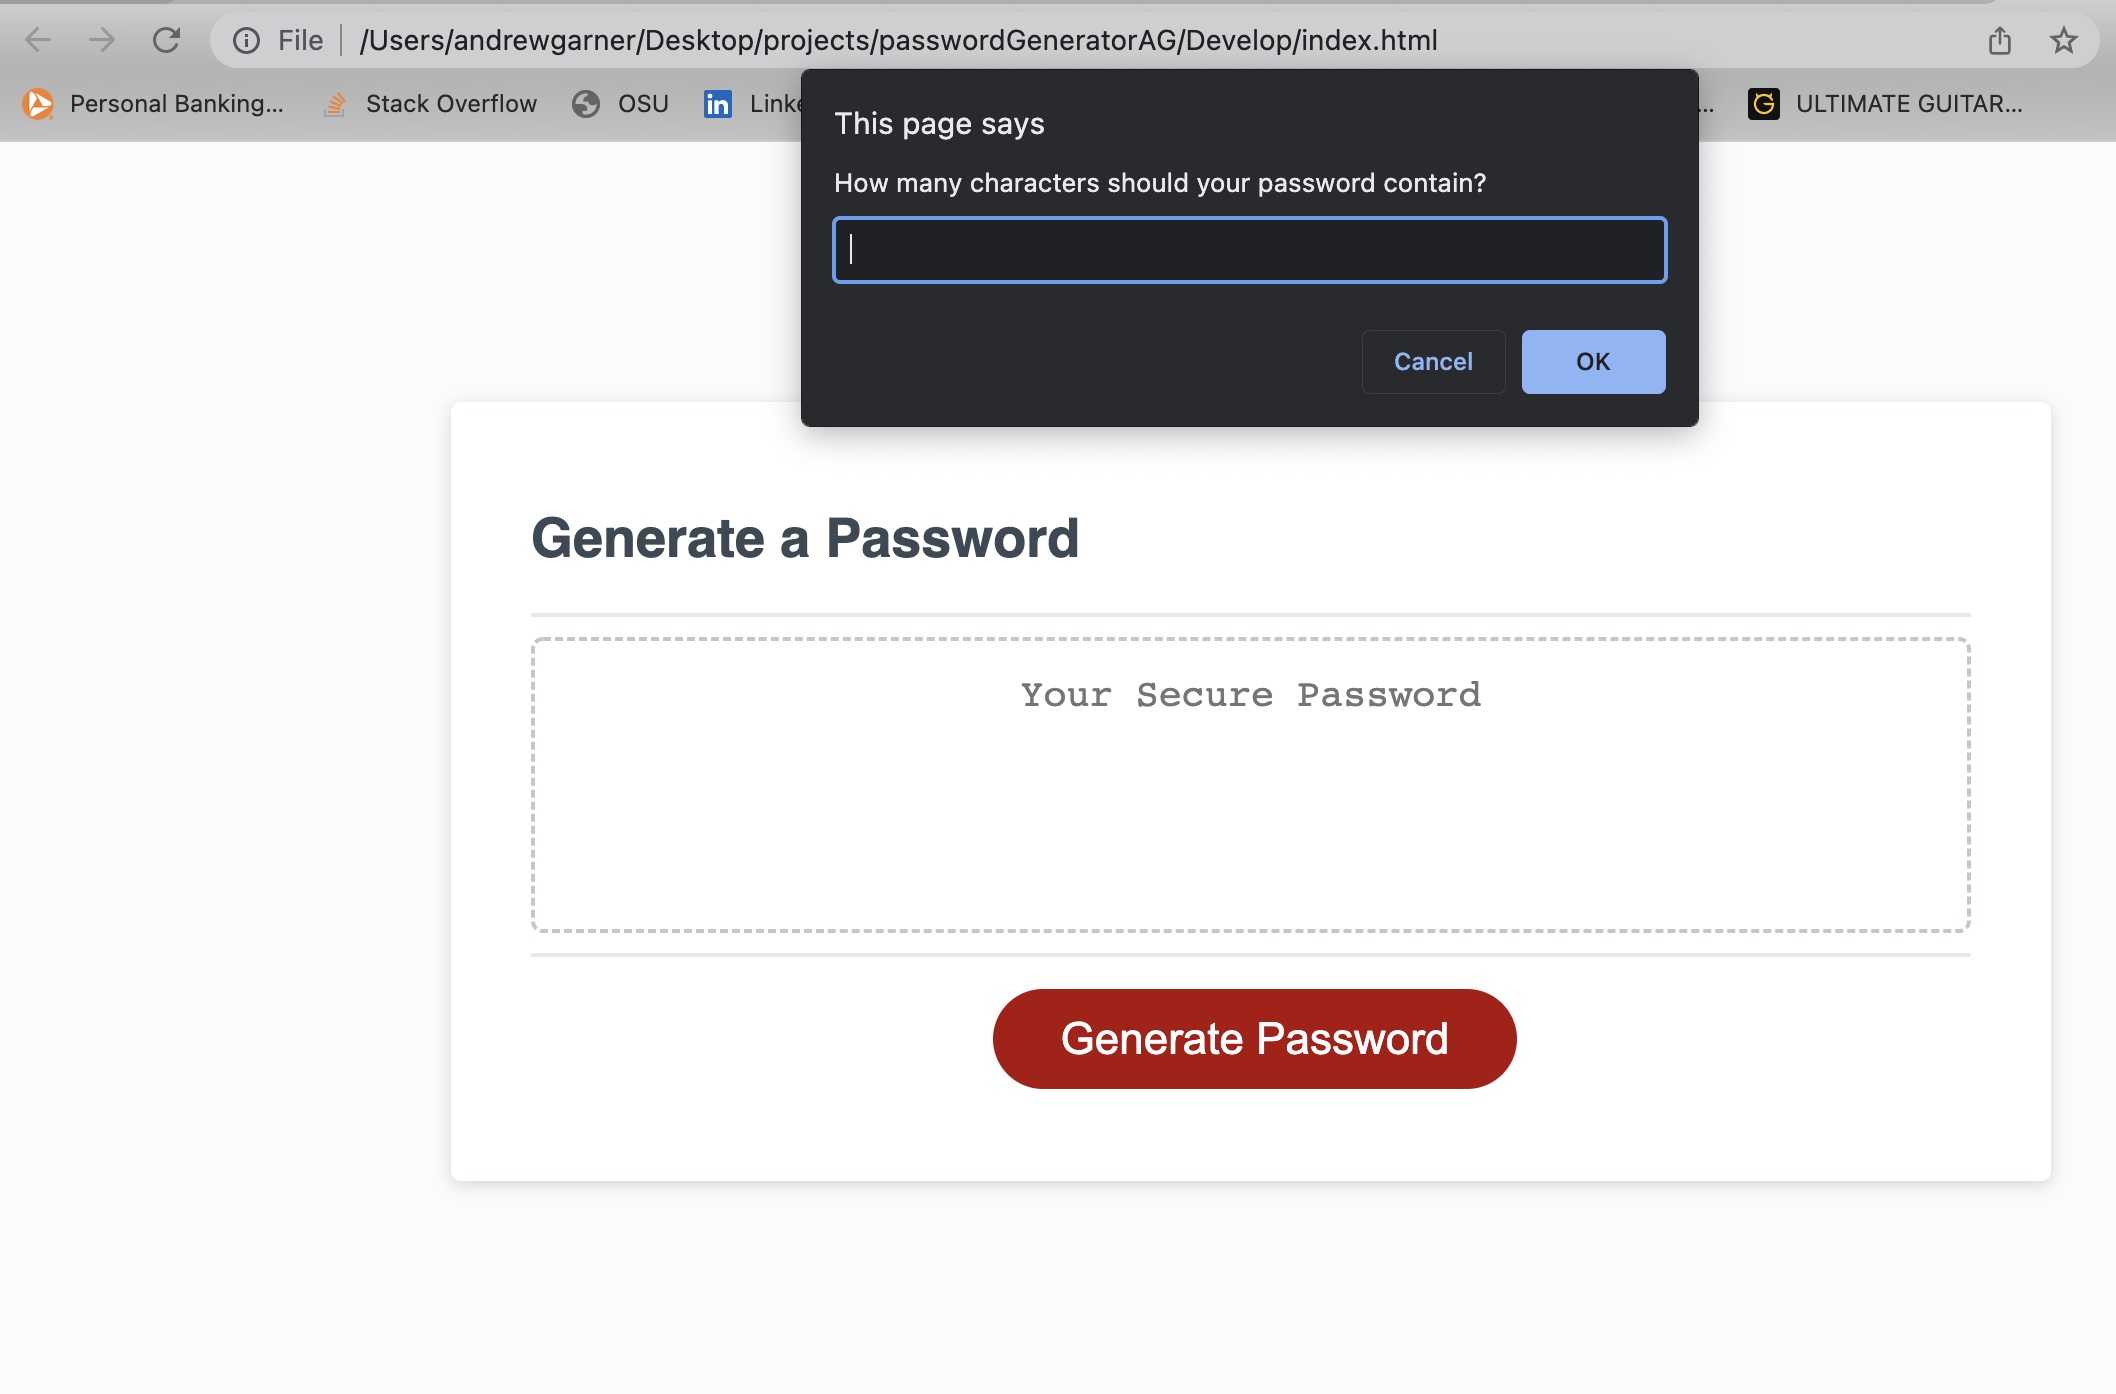 File /Users/andrewgarner/Desktop/projects/passwordGeneratorAG/Develop/index.html
Personal Banking... Stack Overflow OSU in Linke ... ULTIMATE GUITAR...
This page says
How many characters should your password contain?
Cancel OK
Generate a Password
Your Secure Password
Generate Password